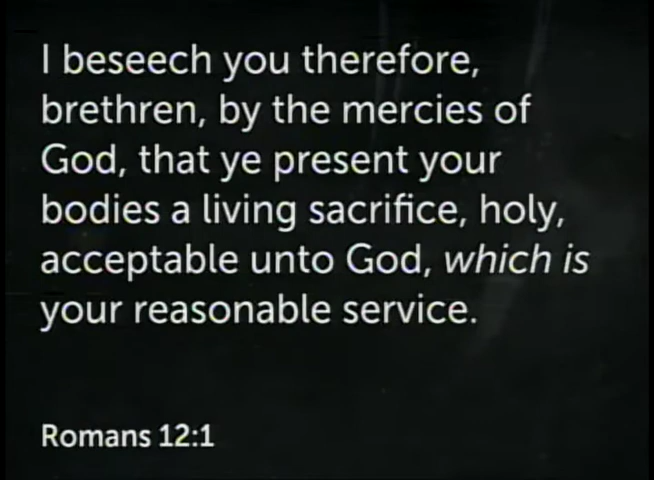 I beseech you therefore,
brethren, by the mercies of
God, that ye present your
bodies a living sacrifice, holy,
acceptable unto God, which is
your reasonable service.
Romans 12:1